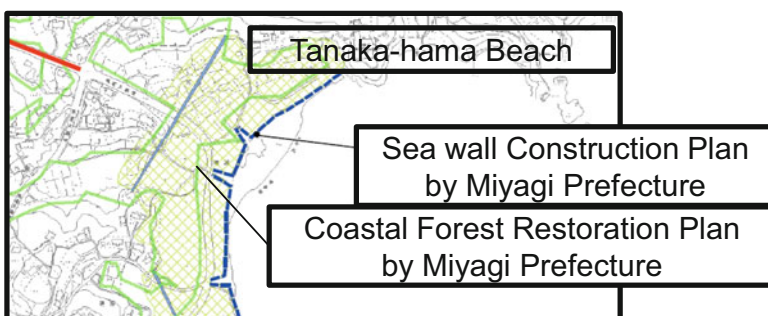 Tanaka-hama Beach
Sea wall Construction Plan
by Miyagi Prefecture
Coastal Forest Restoration Plan
by Miyagi Prefecture